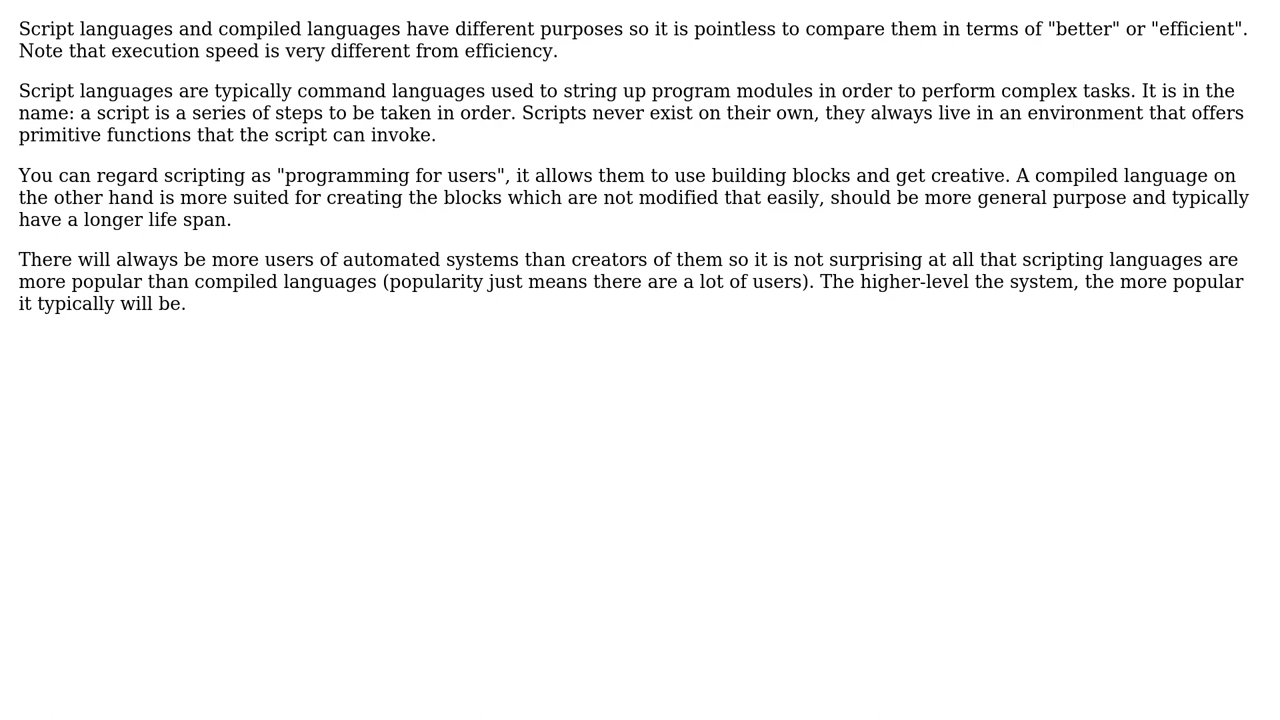 Script languages and compiled languages have different purposes so it is pointless to compare them in terms of "better" or "efficient".
Note that execution speed is very different from efficiency.
Script languages are typically command languages used to string up program modules in order to perform complex tasks. It is in the
name: a script is a series of steps to be taken in order. Scripts never exist on their own, they always live in an environment that offers
primitive functions that the script can invoke.
You can regard scripting as "programming for users", it allows them to use building blocks and get creative. A compiled language on
the other hand is more suited for creating the blocks which are not modified that easily, should be more general purpose and typically
have a longer life span.
There will always be more users of automated systems than creators of them so it is not surprising at all that scripting languages are
more popular than compiled languages (popularity just means there are a lot of users). The higher-level the system, the more popular
it typically will be.